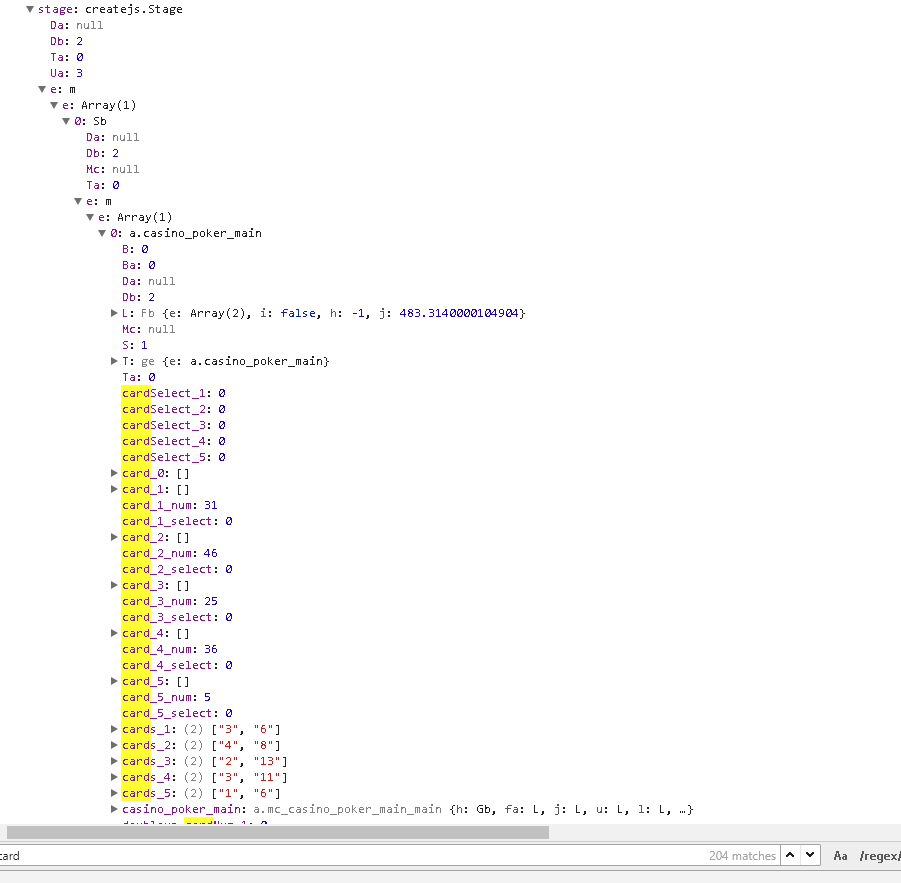 ▼ stage: createjs.Stage
Da: null
Db: 2
Ta: 0
Ua: 3
▼ e: m
▼ e: Array(1)
▼ 0: Sb
Da: null
Db: 2
Mc: null
Ta: 0
▼ e: m
▼ e: Array(1)
▼ 0: a.casino_poker_main
B: 0
Ba: 0
Da: null
Db: 2
▶ L: Fb {e: Array(2), i: false, h: -1, j: 483.3140000104904}
Mc: null
S: 1
▶ T: ge {e: a.casino_poker_main}
Ta: 0
cardSelect_1: 0
cardSelect_2: 0
cardSelect_3: 0
cardSelect_4: 0
cardSelect_5: 0
▶ card_0: []
▶ card_1: []
card_1_num: 31
card_1_select: 0
▶ card_2: []
card_2_num: 46
card_2_select: 0
▶ card_3: []
card_3_num: 25
card_3_select: 0
▶ card_4: []
card_4_num: 36
card_4_select: 0
▶ card_5: []
card_5_num: 5
card_5_select: 0
▶ cards_1: (2) ["3", "6"]
▶ cards_2: (2) ["4", "8"]
▶ cards_3: (2) ["2", "13"]
▶ cards_4: (2) ["3", "11"]
▶ cards_5: (2) ["1", "6"]
▶ casino_poker_main: a.mc_casino_poker_main_main {h: Gb, fa: L, j: L, u: L, l: L, …}
card 204 matches Aa /regex/